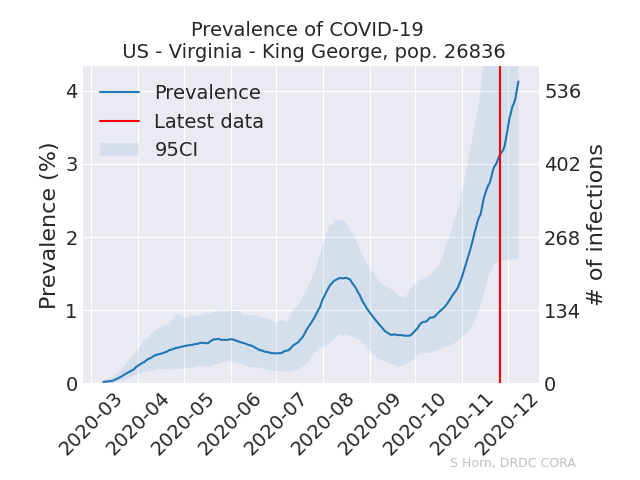 Prevalence of COVID-19
US - Virginia - King George, pop. 26836
Prevalence
Latest data
95CI
Prevalence (%)
4
3
2
1
0
# of infections
536
402
268
134
0
2020-03
2020-04
2020-05
2020-06
2020-07
2020-08
2020-09
2020-10
2020-11
2020-12
S Horn, DRDC CORA